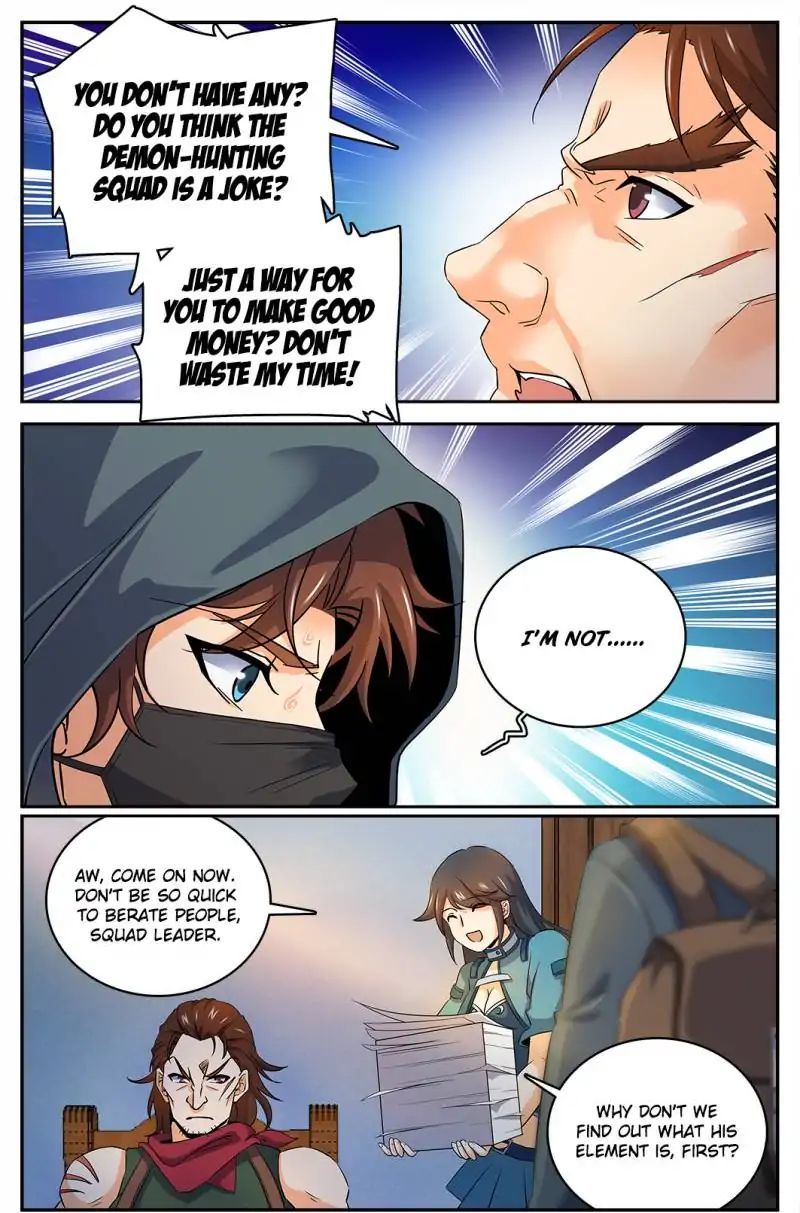 YOU DON'T HAVE ANY?
DO YOU THINK THE
DEMON-HUNTING
SQUAD IS A JOKE?
JUST A WAY FOR
YOU TO MAKE GOOD
MONEY? DON'T
WASTE MY TIME!
I'M NOT......
AW, COME ON NOW.
DON'T BE SO QUICK
TO BERATE PEOPLE,
SQUAD LEADER.
WHY DON'T WE
FIND OUT WHAT HIS
ELEMENT IS, FIRST?